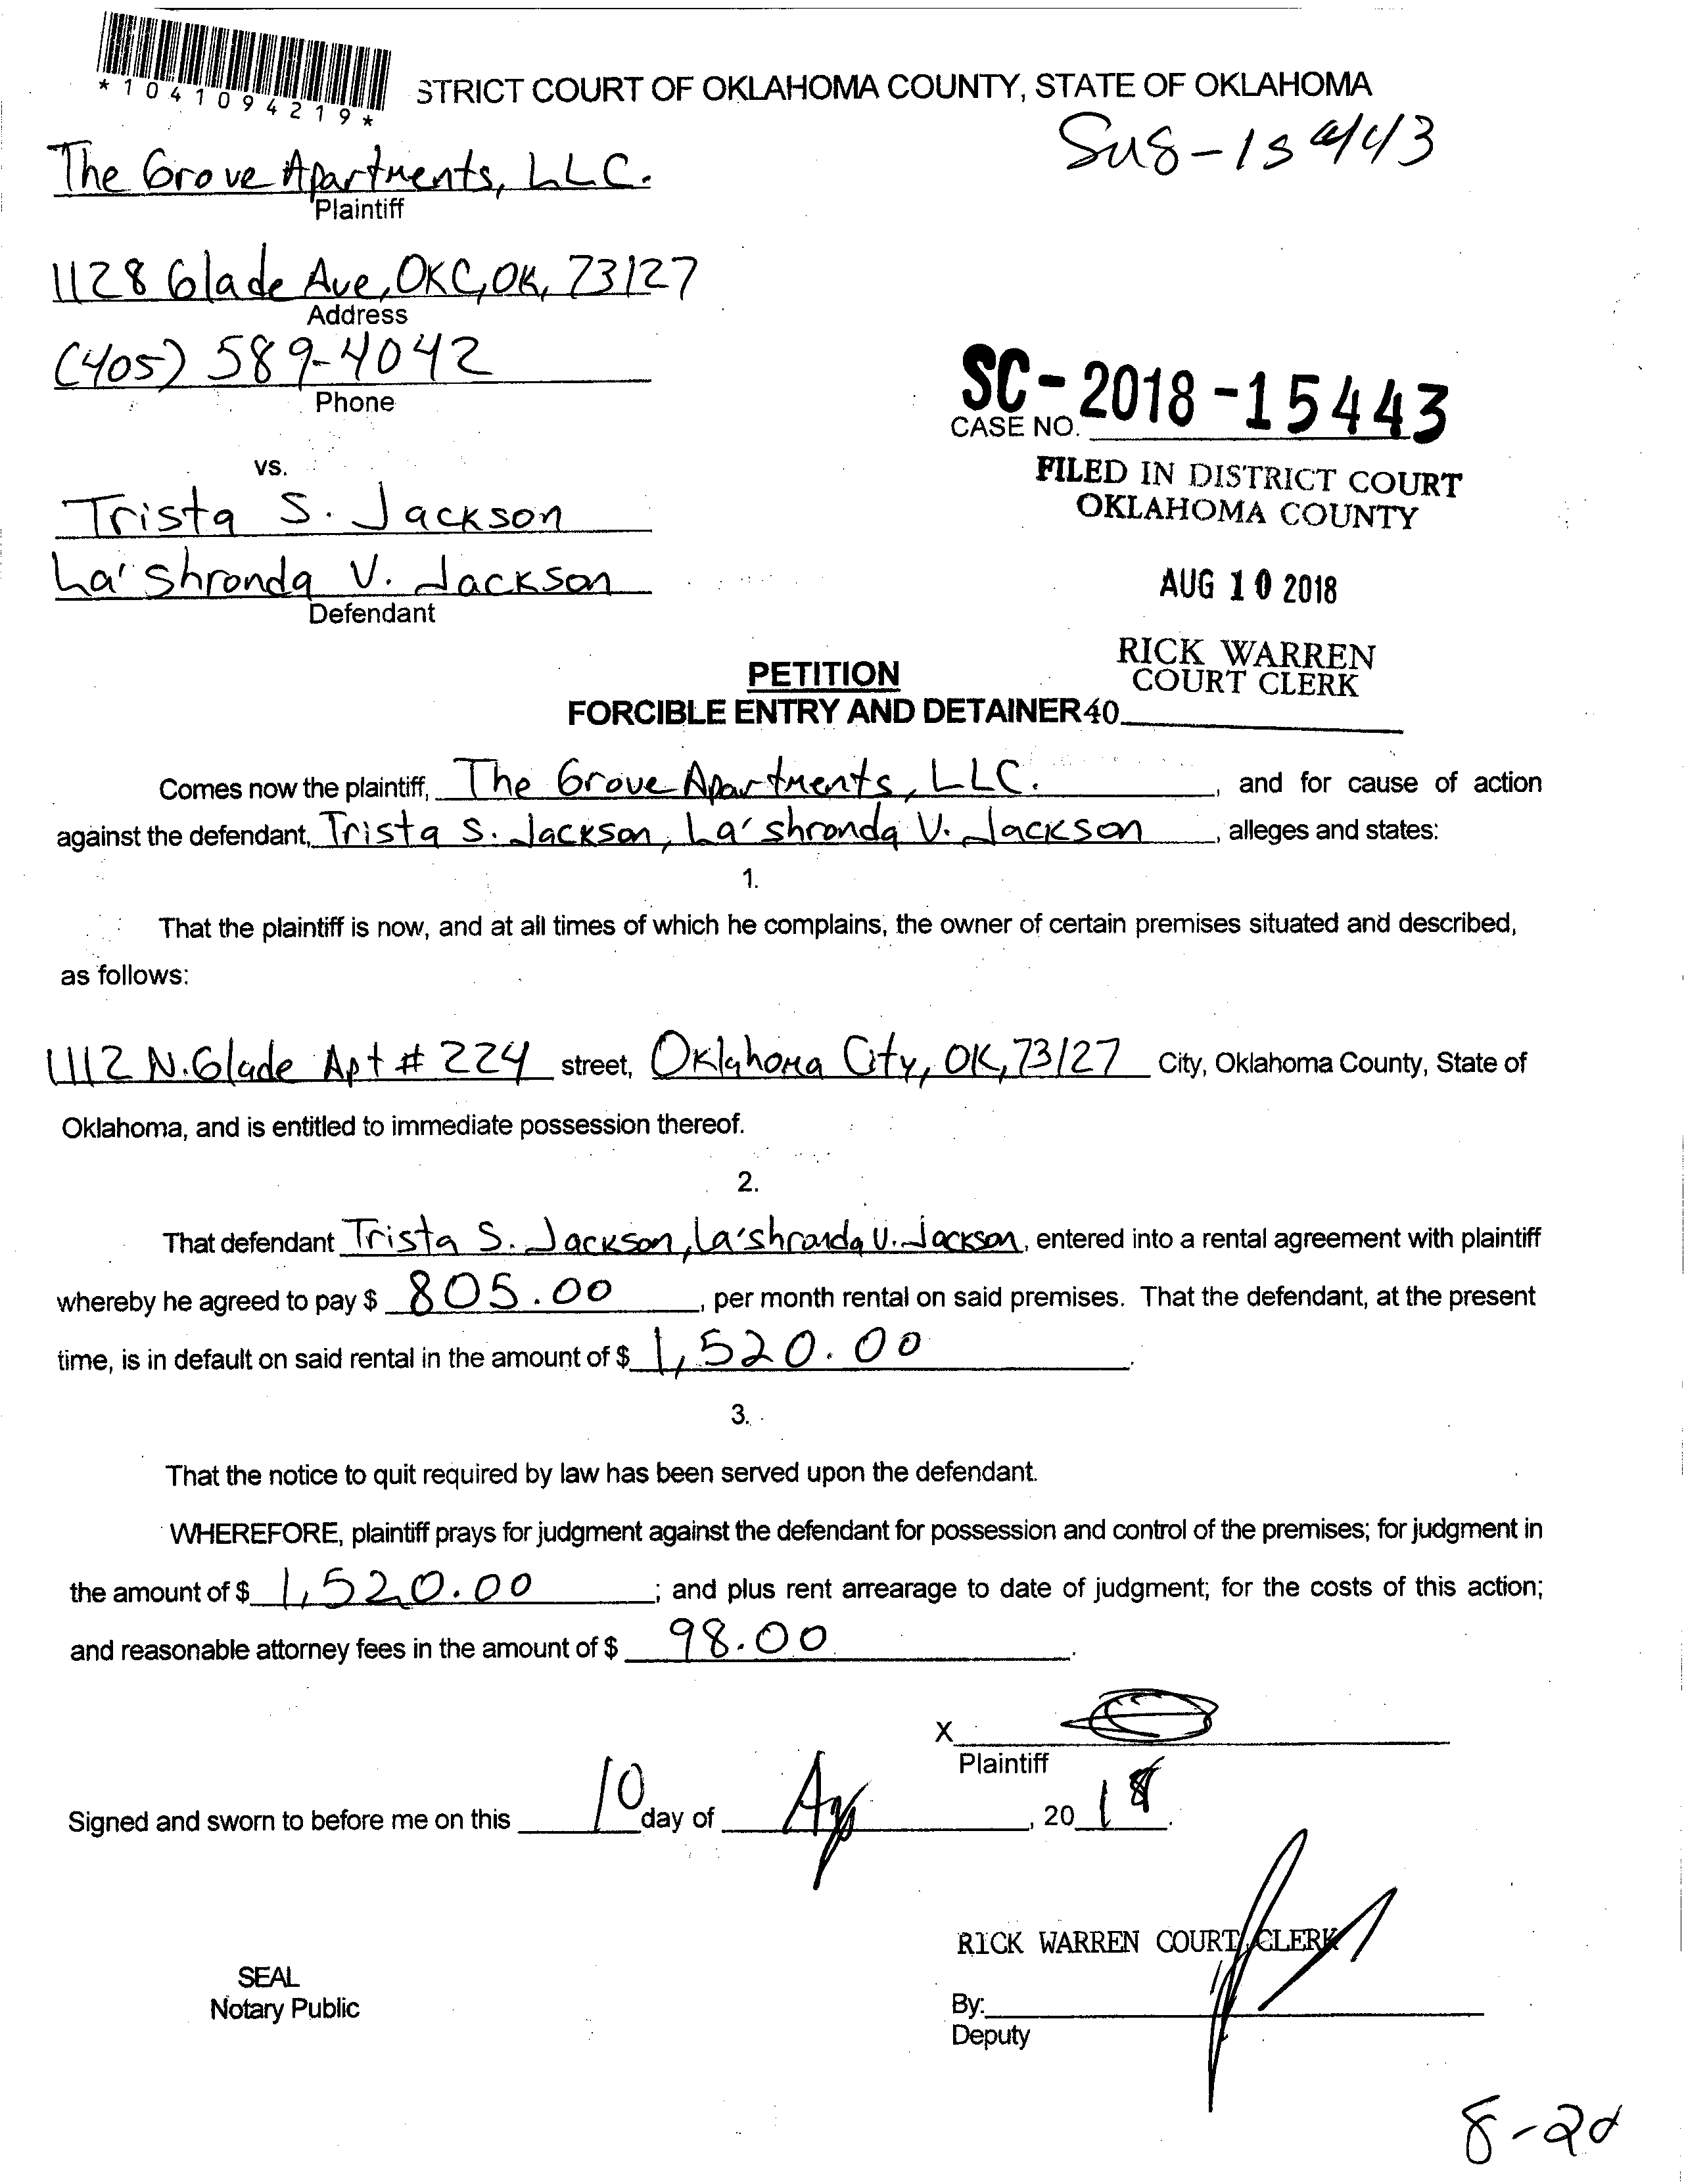 *1041094219*
STRICT COURT OF OKLAHOMA COUNTY, STATE OF OKLAHOMA
The Grove Apartments, LLC.
Plaintiff
1128 Glade Ave, OKC, OK, 73127
Address
(405) 589-4042
Phone
SC-2018-15443
CASE NO.
FILED IN DISTRICT COURT
OKLAHOMA COUNTY
vs.
Trista S. Jackson
La'Shronda V. Jackson
Defendant
AUG 10 2018
RICK WARREN
COURT CLERK
PETITION
FORCIBLE ENTRY AND DETAINER 40
Comes now the plaintiff, The Grove Apartments, LLC. , and for cause of action
against the defendant, Trista S. Jackson, La'shronda V. Jackson , alleges and states:
1.
That the plaintiff is now, and at all times of which he complains, the owner of certain premises situated and described,
as follows:
1112 N. Glade Apt # 224 street, Oklahoma City, OK, 73127 City, Oklahoma County, State of
Oklahoma, and is entitled to immediate possession thereof.
2.
That defendant Trista S. Jackson, La'shronda V. Jackson, entered into a rental agreement with plaintiff
whereby he agreed to pay $ 805.00 , per month rental on said premises. That the defendant, at the present
time, is in default on said rental in the amount of $ 1,520.00 .
3.
That the notice to quit required by law has been served upon the defendant.
WHEREFORE, plaintiff prays for judgment against the defendant for possession and control of the premises; for judgment in
the amount of $ 1,520.00 ; and plus rent arrearage to date of judgment; for the costs of this action;
and reasonable attorney fees in the amount of $ 98.00 .
X
Plaintiff
Signed and sworn to before me on this 10 day of Ag , 20 18 .
RICK WARREN COURT CLERK
SEAL
Notary Public
By:
Deputy